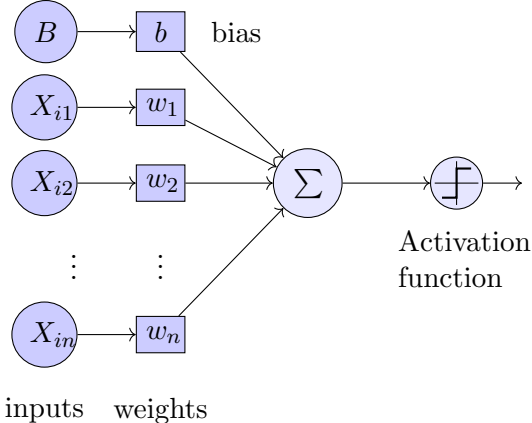 B b bias
X_{i1} w_1
X_{i2} w_2 Σ
Activation
function
⋮ ⋮
X_{in} w_n
inputs weights